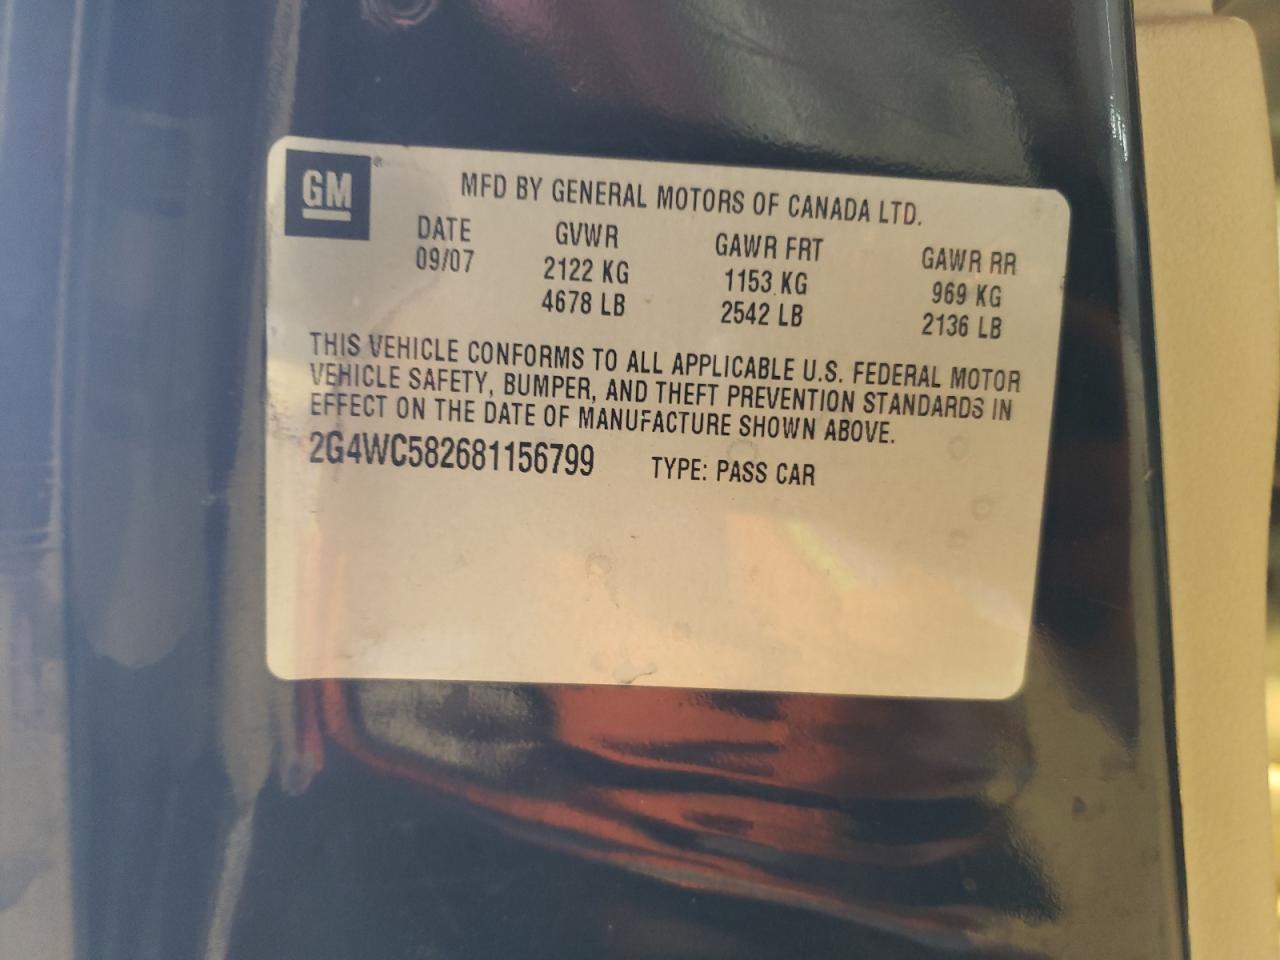 GM®
MFD BY GENERAL MOTORS OF CANADA LTD.
DATE GVWR GAWR FRT GAWR RR
09/07 2122 KG 1153 KG 969 KG
4678 LB 2542 LB 2136 LB
THIS VEHICLE CONFORMS TO ALL APPLICABLE U.S. FEDERAL MOTOR
VEHICLE SAFETY, BUMPER, AND THEFT PREVENTION STANDARDS IN
EFFECT ON THE DATE OF MANUFACTURE SHOWN ABOVE.
2G4WC582681156799 TYPE: PASS CAR